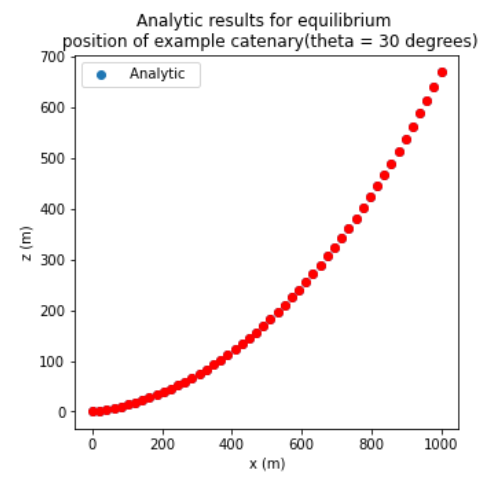 Analytic results for equilibrium
position of example catenary(theta = 30 degrees)
700
600
500
400
300
200
100
0
z (m)
Analytic
0
200
400
600
800
1000
x (m)